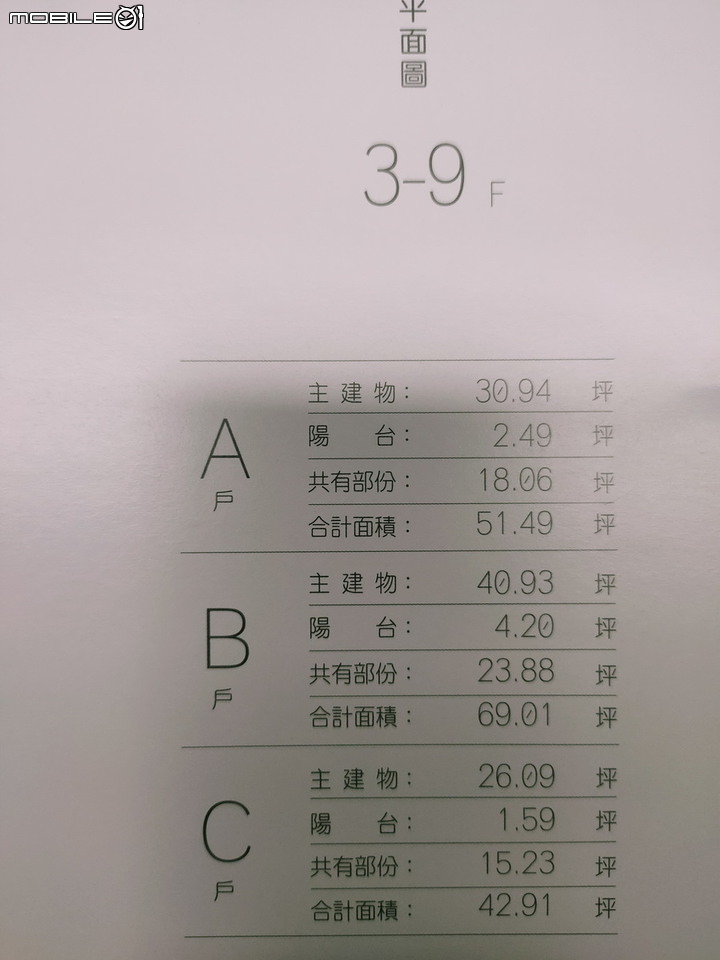 MOBILE01
平面圖
3-9 F
A戶
主建物：30.94 坪
陽台：2.49 坪
共有部份：18.06 坪
合計面積：51.49 坪
B戶
主建物：40.93 坪
陽台：4.20 坪
共有部份：23.88 坪
合計面積：69.01 坪
C戶
主建物：26.09 坪
陽台：1.59 坪
共有部份：15.23 坪
合計面積：42.91 坪